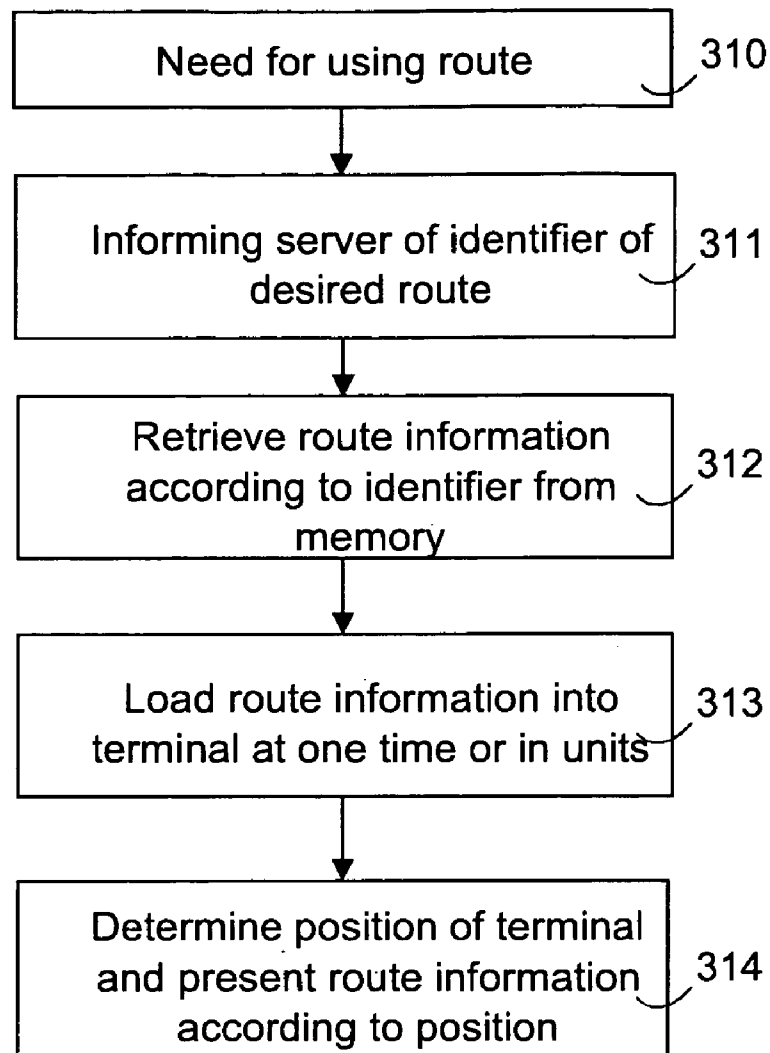 Need for using route
310
Informing server of identifier of
desired route
311
Retrieve route information
according to identifier from
memory
312
Load route information into
terminal at one time or in units
313
Determine position of terminal
and present route information
according to position
314